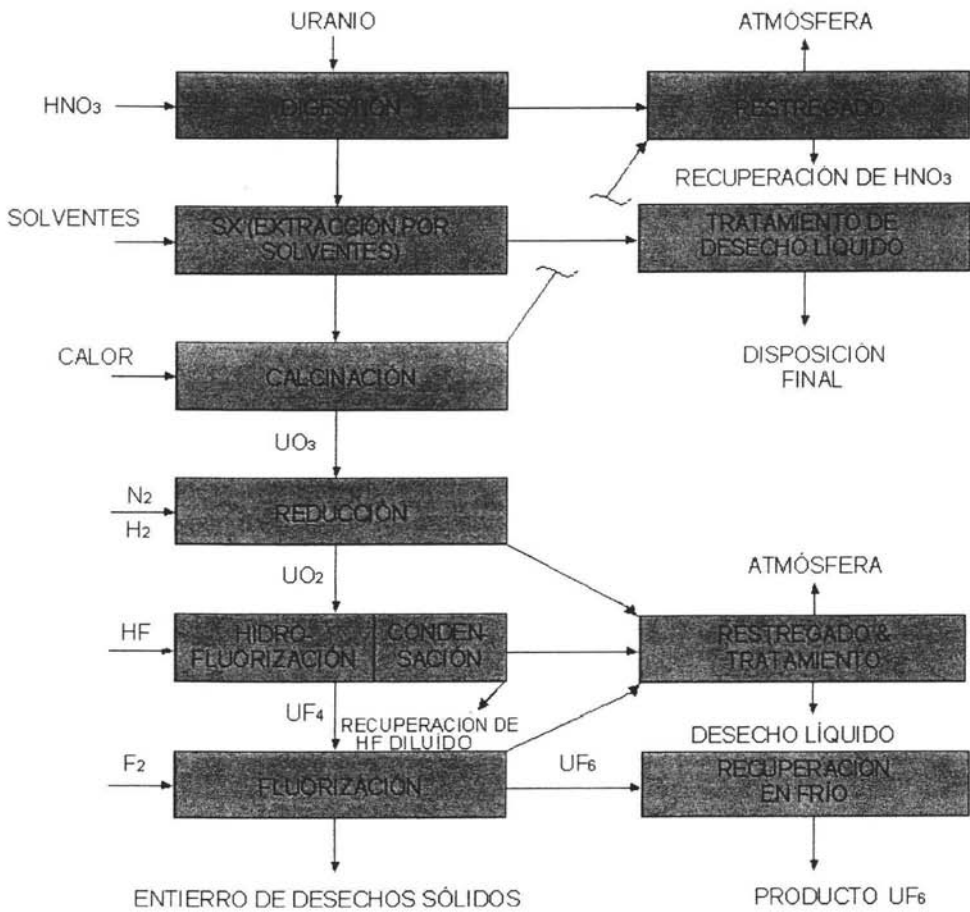 URANIO
ATMÓSFERA
HNO₃
DIGESTIÓN
RESTREGADO
RECUPERACIÓN DE HNO₃
SOLVENTES
SX (EXTRACCIÓN POR
SOLVENTES)
TRATAMIENTO DE
DESECHO LÍQUIDO
CALOR
CALCINACIÓN
DISPOSICIÓN
FINAL
UO₃
N₂
H₂
REDUCCIÓN
UO₂
ATMÓSFERA
HF
HIDRO-
FLUORIZACIÓN
CONDEN-
SACIÓN
RESTREGADO &
TRATAMIENTO
UF₄
RECUPERACION DE
HF DILUÍDO
DESECHO LÍQUIDO
F₂
FLUORIZACIÓN
UF₆
RECUPERACIÓN
EN FRÍO
ENTIERRO DE DESECHOS SÓLIDOS
PRODUCTO UF₆